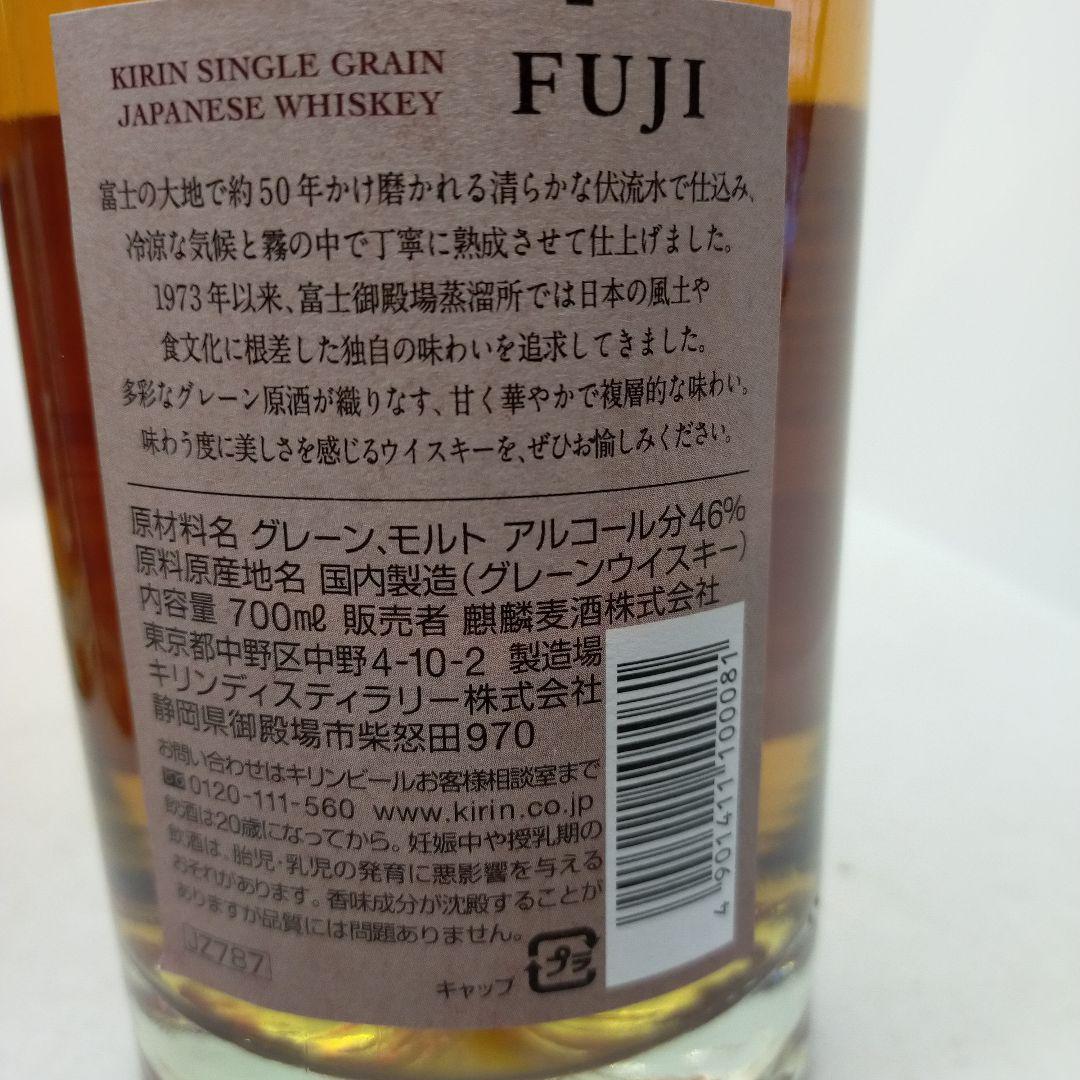 KIRIN SINGLE GRAIN
JAPANESE WHISKEY
FUJI
富士の大地で約50年かけ磨かれる清らかな伏流水で仕込み、
冷涼な気候と霧の中で丁寧に熟成させて仕上げました。
1973年以来、富士御殿場蒸溜所では日本の風土や
食文化に根差した独自の味わいを追求してきました。
多彩なグレーン原酒が織りなす、甘く華やかで複層的な味わい。
味わう度に美しさを感じるウイスキーを、ぜひお愉しみください。
原材料名 グレーン、モルト アルコール分46%
原料原産地名 国内製造(グレーンウイスキー)
内容量 700㎖ 販売者 麒麟麦酒株式会社
東京都中野区中野4-10-2 製造場
キリンディスティラリー株式会社
静岡県御殿場市柴怒田970
お問い合わせはキリンビールお客様相談室まで
0120-111-560 www.kirin.co.jp
飲酒は20歳になってから。妊娠中や授乳期の
飲酒は、胎児・乳児の発育に悪影響を与える
おそれがあります。香味成分が沈殿することが
ありますが品質には問題ありません。
JZ787
キャップ プラ
4901411100081